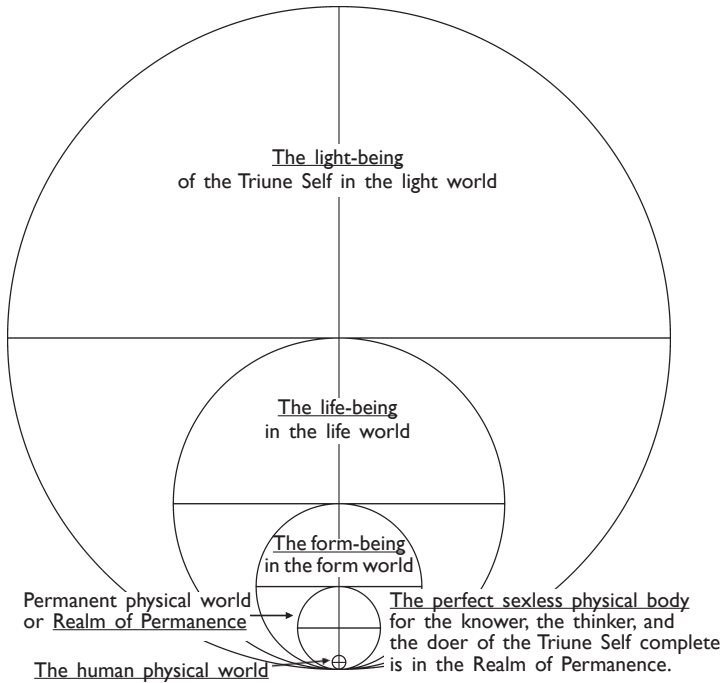 The light-being
of the Triune Self in the light world
The life-being
in the life world
The form-being
in the form world
Permanent physical world
or Realm of Permanence
The perfect sexless physical body
for the knower, the thinker, and
the doer of the Triune Self complete
is in the Realm of Permanence.
The human physical world